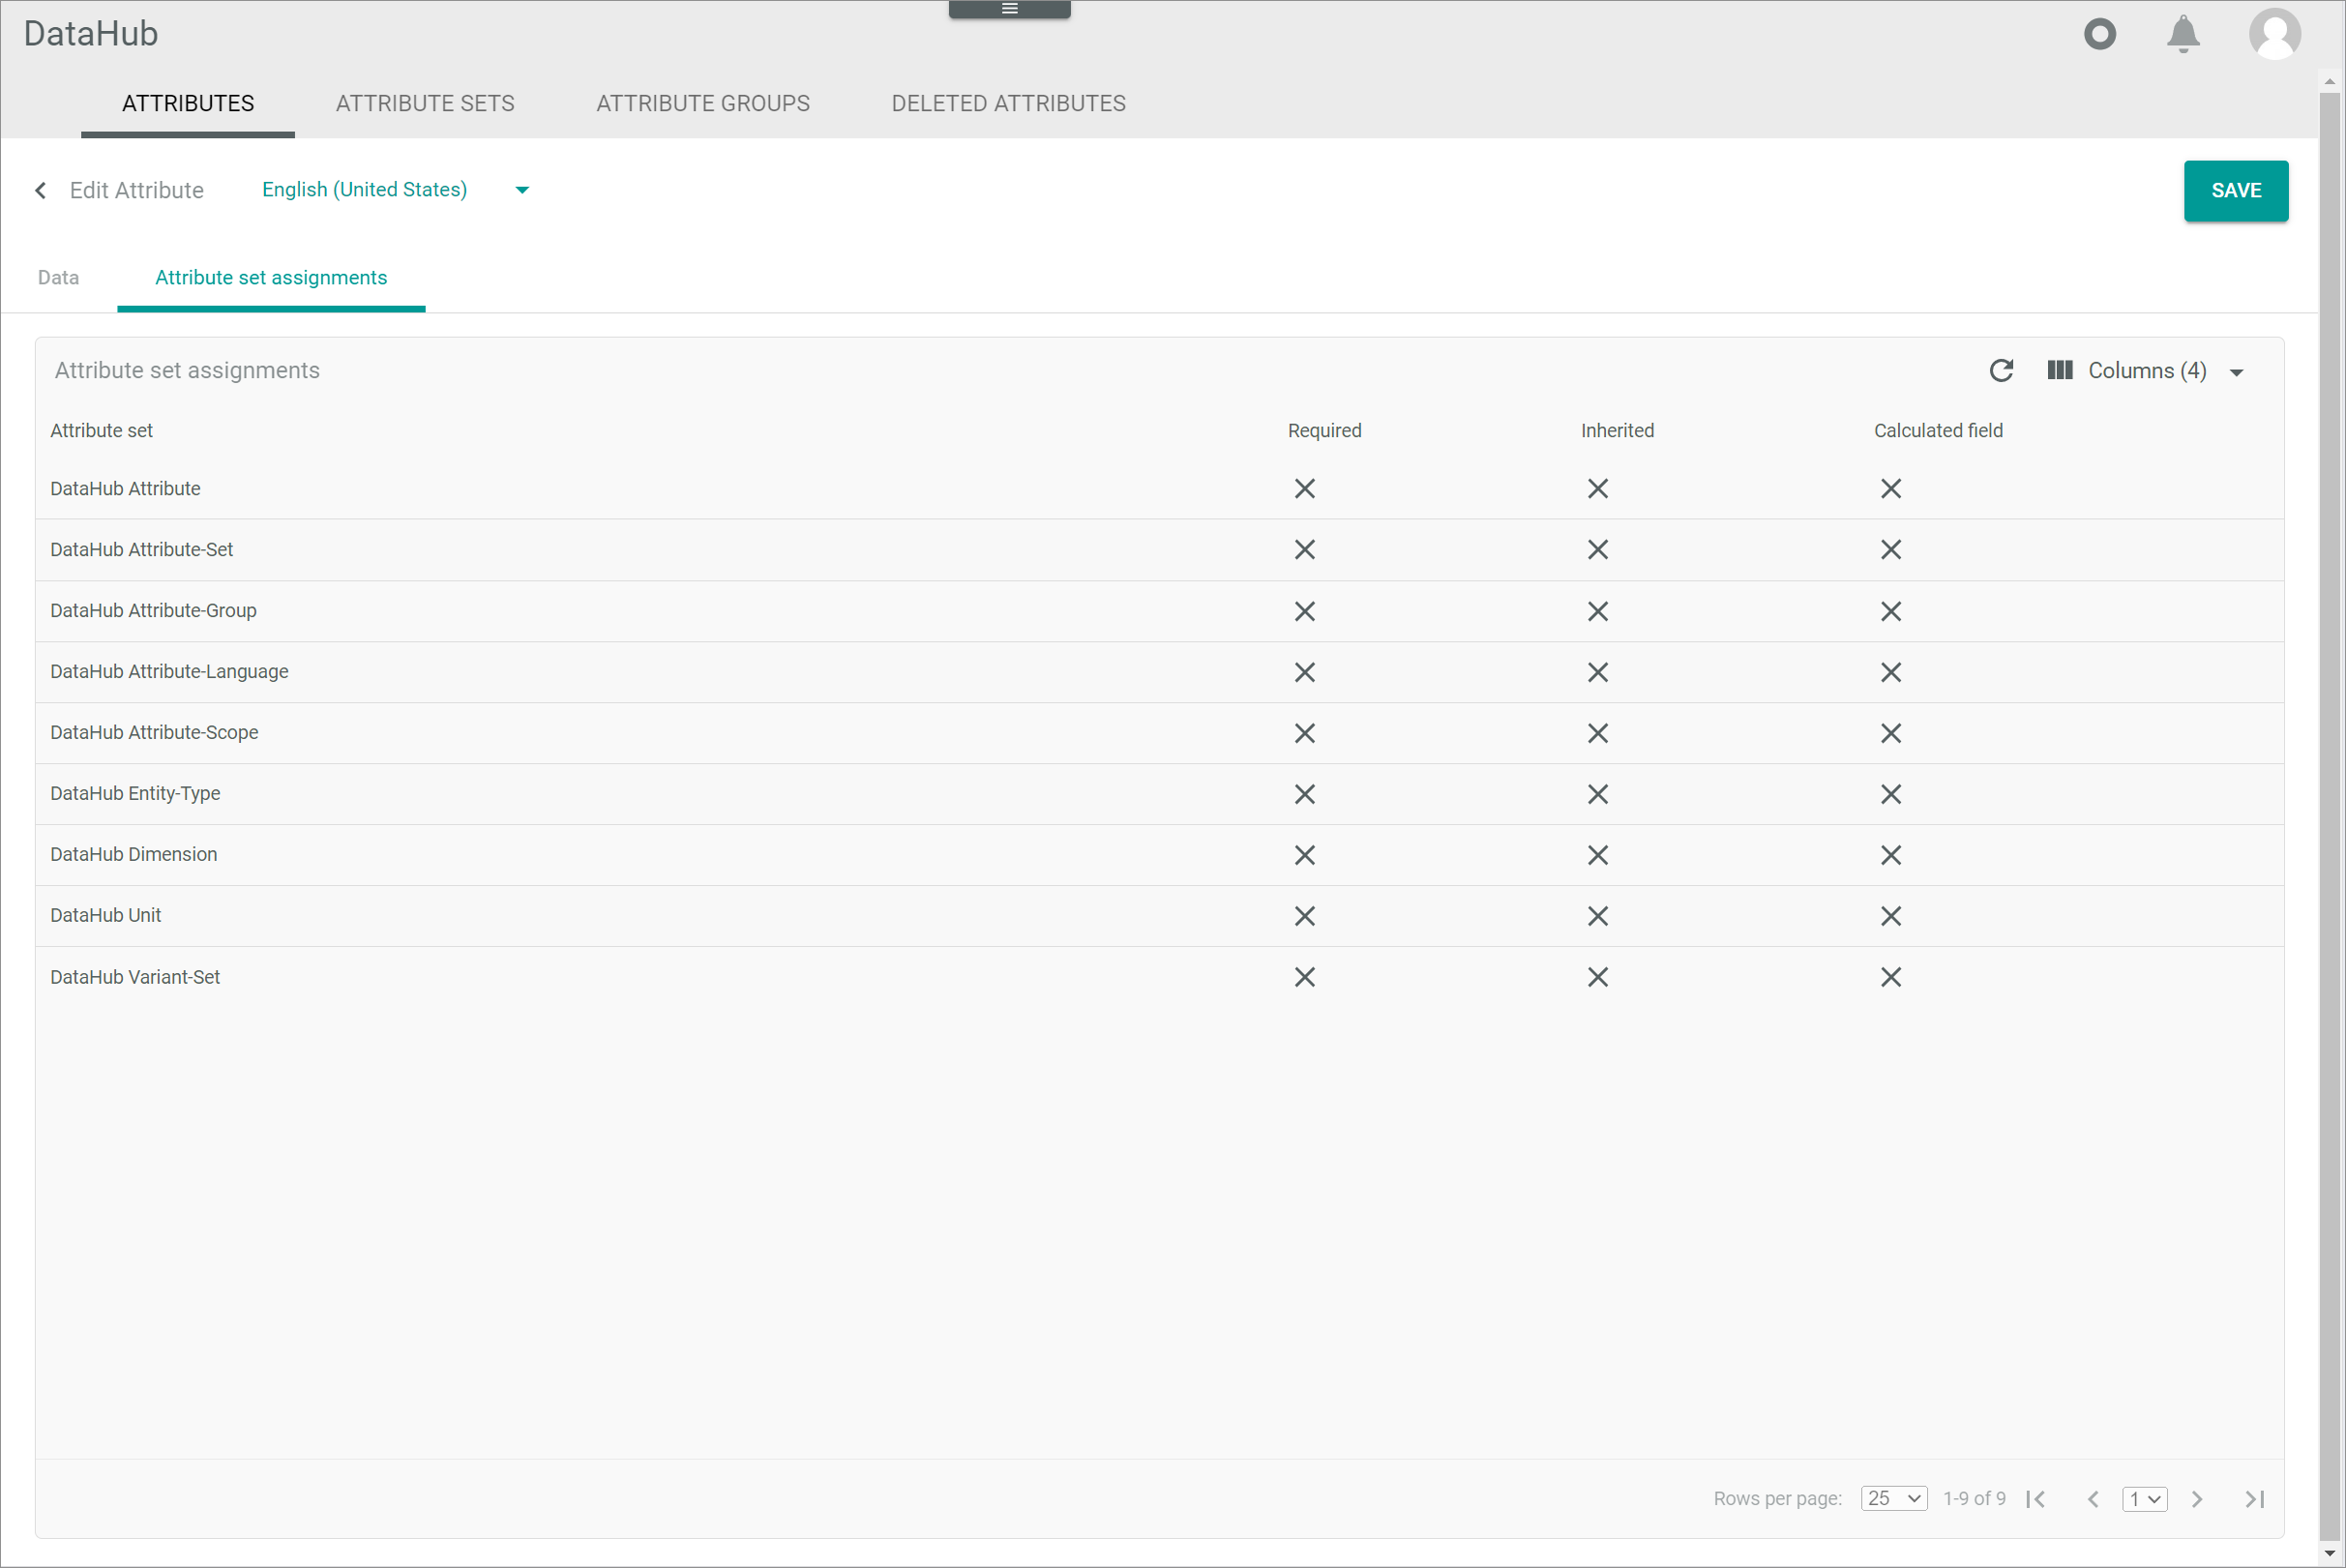 DataHub
ATTRIBUTES ATTRIBUTE SETS ATTRIBUTE GROUPS DELETED ATTRIBUTES
Edit Attribute English (United States) SAVE
Data Attribute set assignments
Attribute set assignments Columns (4)
Attribute set Required Inherited Calculated field
DataHub Attribute
DataHub Attribute-Set
DataHub Attribute-Group
DataHub Attribute-Language
DataHub Attribute-Scope
DataHub Entity-Type
DataHub Dimension
DataHub Unit
DataHub Variant-Set
Rows per page: 25 1-9 of 9 1